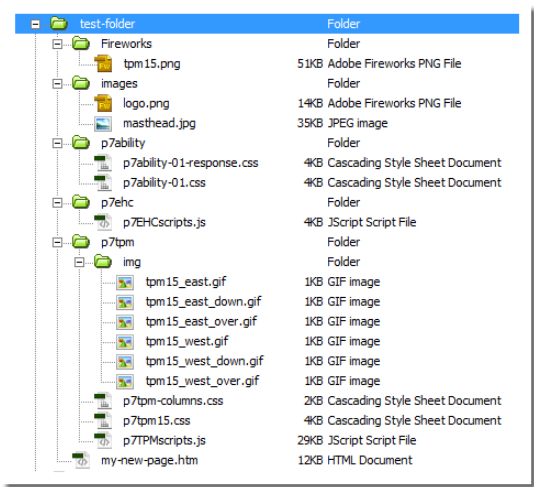 test-folder Folder
Fireworks Folder
tpm15.png 51KB Adobe Fireworks PNG File
images Folder
logo.png 14KB Adobe Fireworks PNG File
masthead.jpg 35KB JPEG image
p7ability Folder
p7ability-01-response.css 4KB Cascading Style Sheet Document
p7ability-01.css 4KB Cascading Style Sheet Document
p7ehc Folder
p7EHCscripts.js 4KB JScript Script File
p7tpm Folder
img Folder
tpm15_east.gif 1KB GIF image
tpm15_east_down.gif 1KB GIF image
tpm15_east_over.gif 1KB GIF image
tpm15_west.gif 1KB GIF image
tpm15_west_down.gif 1KB GIF image
tpm15_west_over.gif 1KB GIF image
p7tpm-columns.css 2KB Cascading Style Sheet Document
p7tpm15.css 4KB Cascading Style Sheet Document
p7TPMscripts.js 29KB JScript Script File
my-new-page.htm 12KB HTML Document